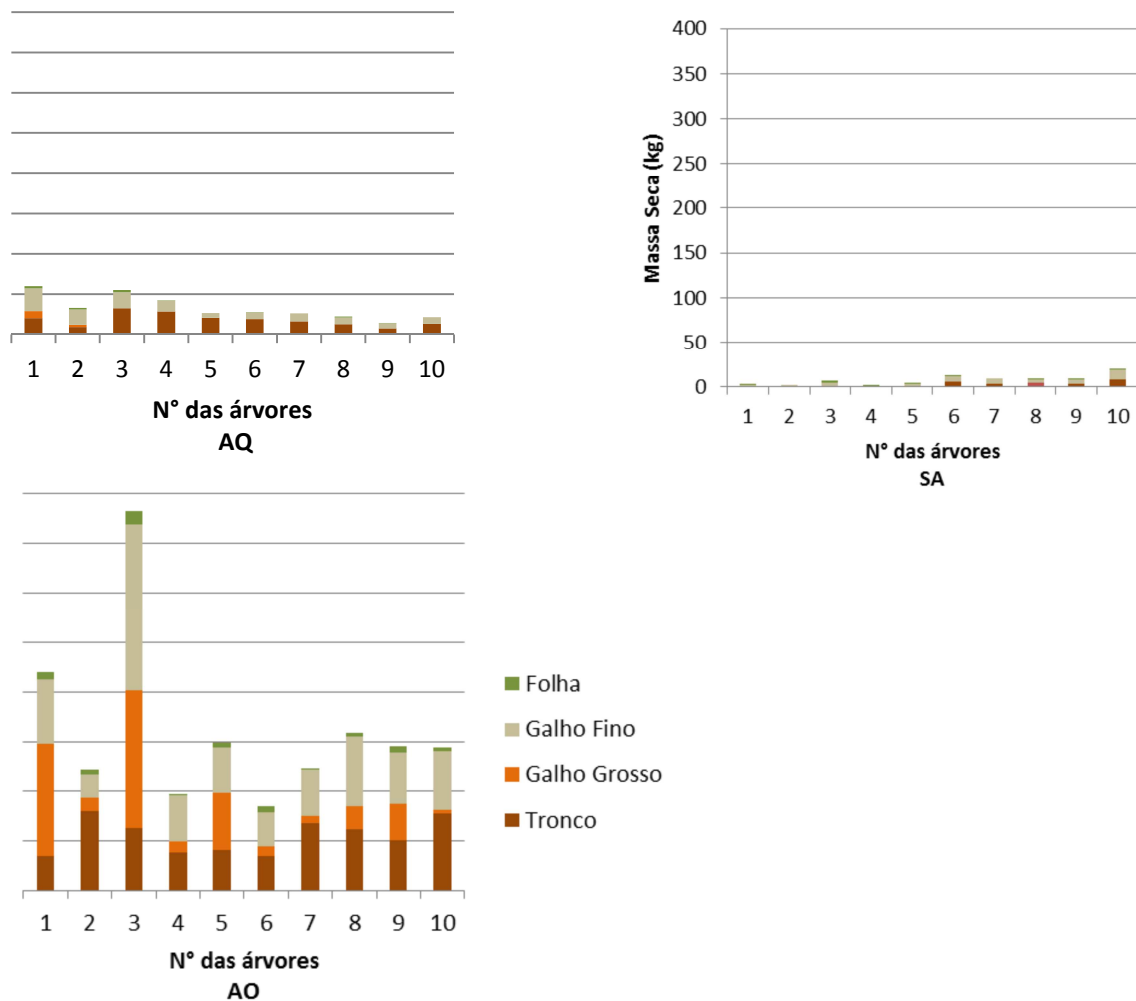 1 2 3 4 5 6 7 8 9 10
N° das árvores
AQ
Massa Seca (kg)
400
350
300
250
200
150
100
50
0
1 2 3 4 5 6 7 8 9 10
N° das árvores
SA
1 2 3 4 5 6 7 8 9 10
N° das árvores
AO
Folha
Galho Fino
Galho Grosso
Tronco